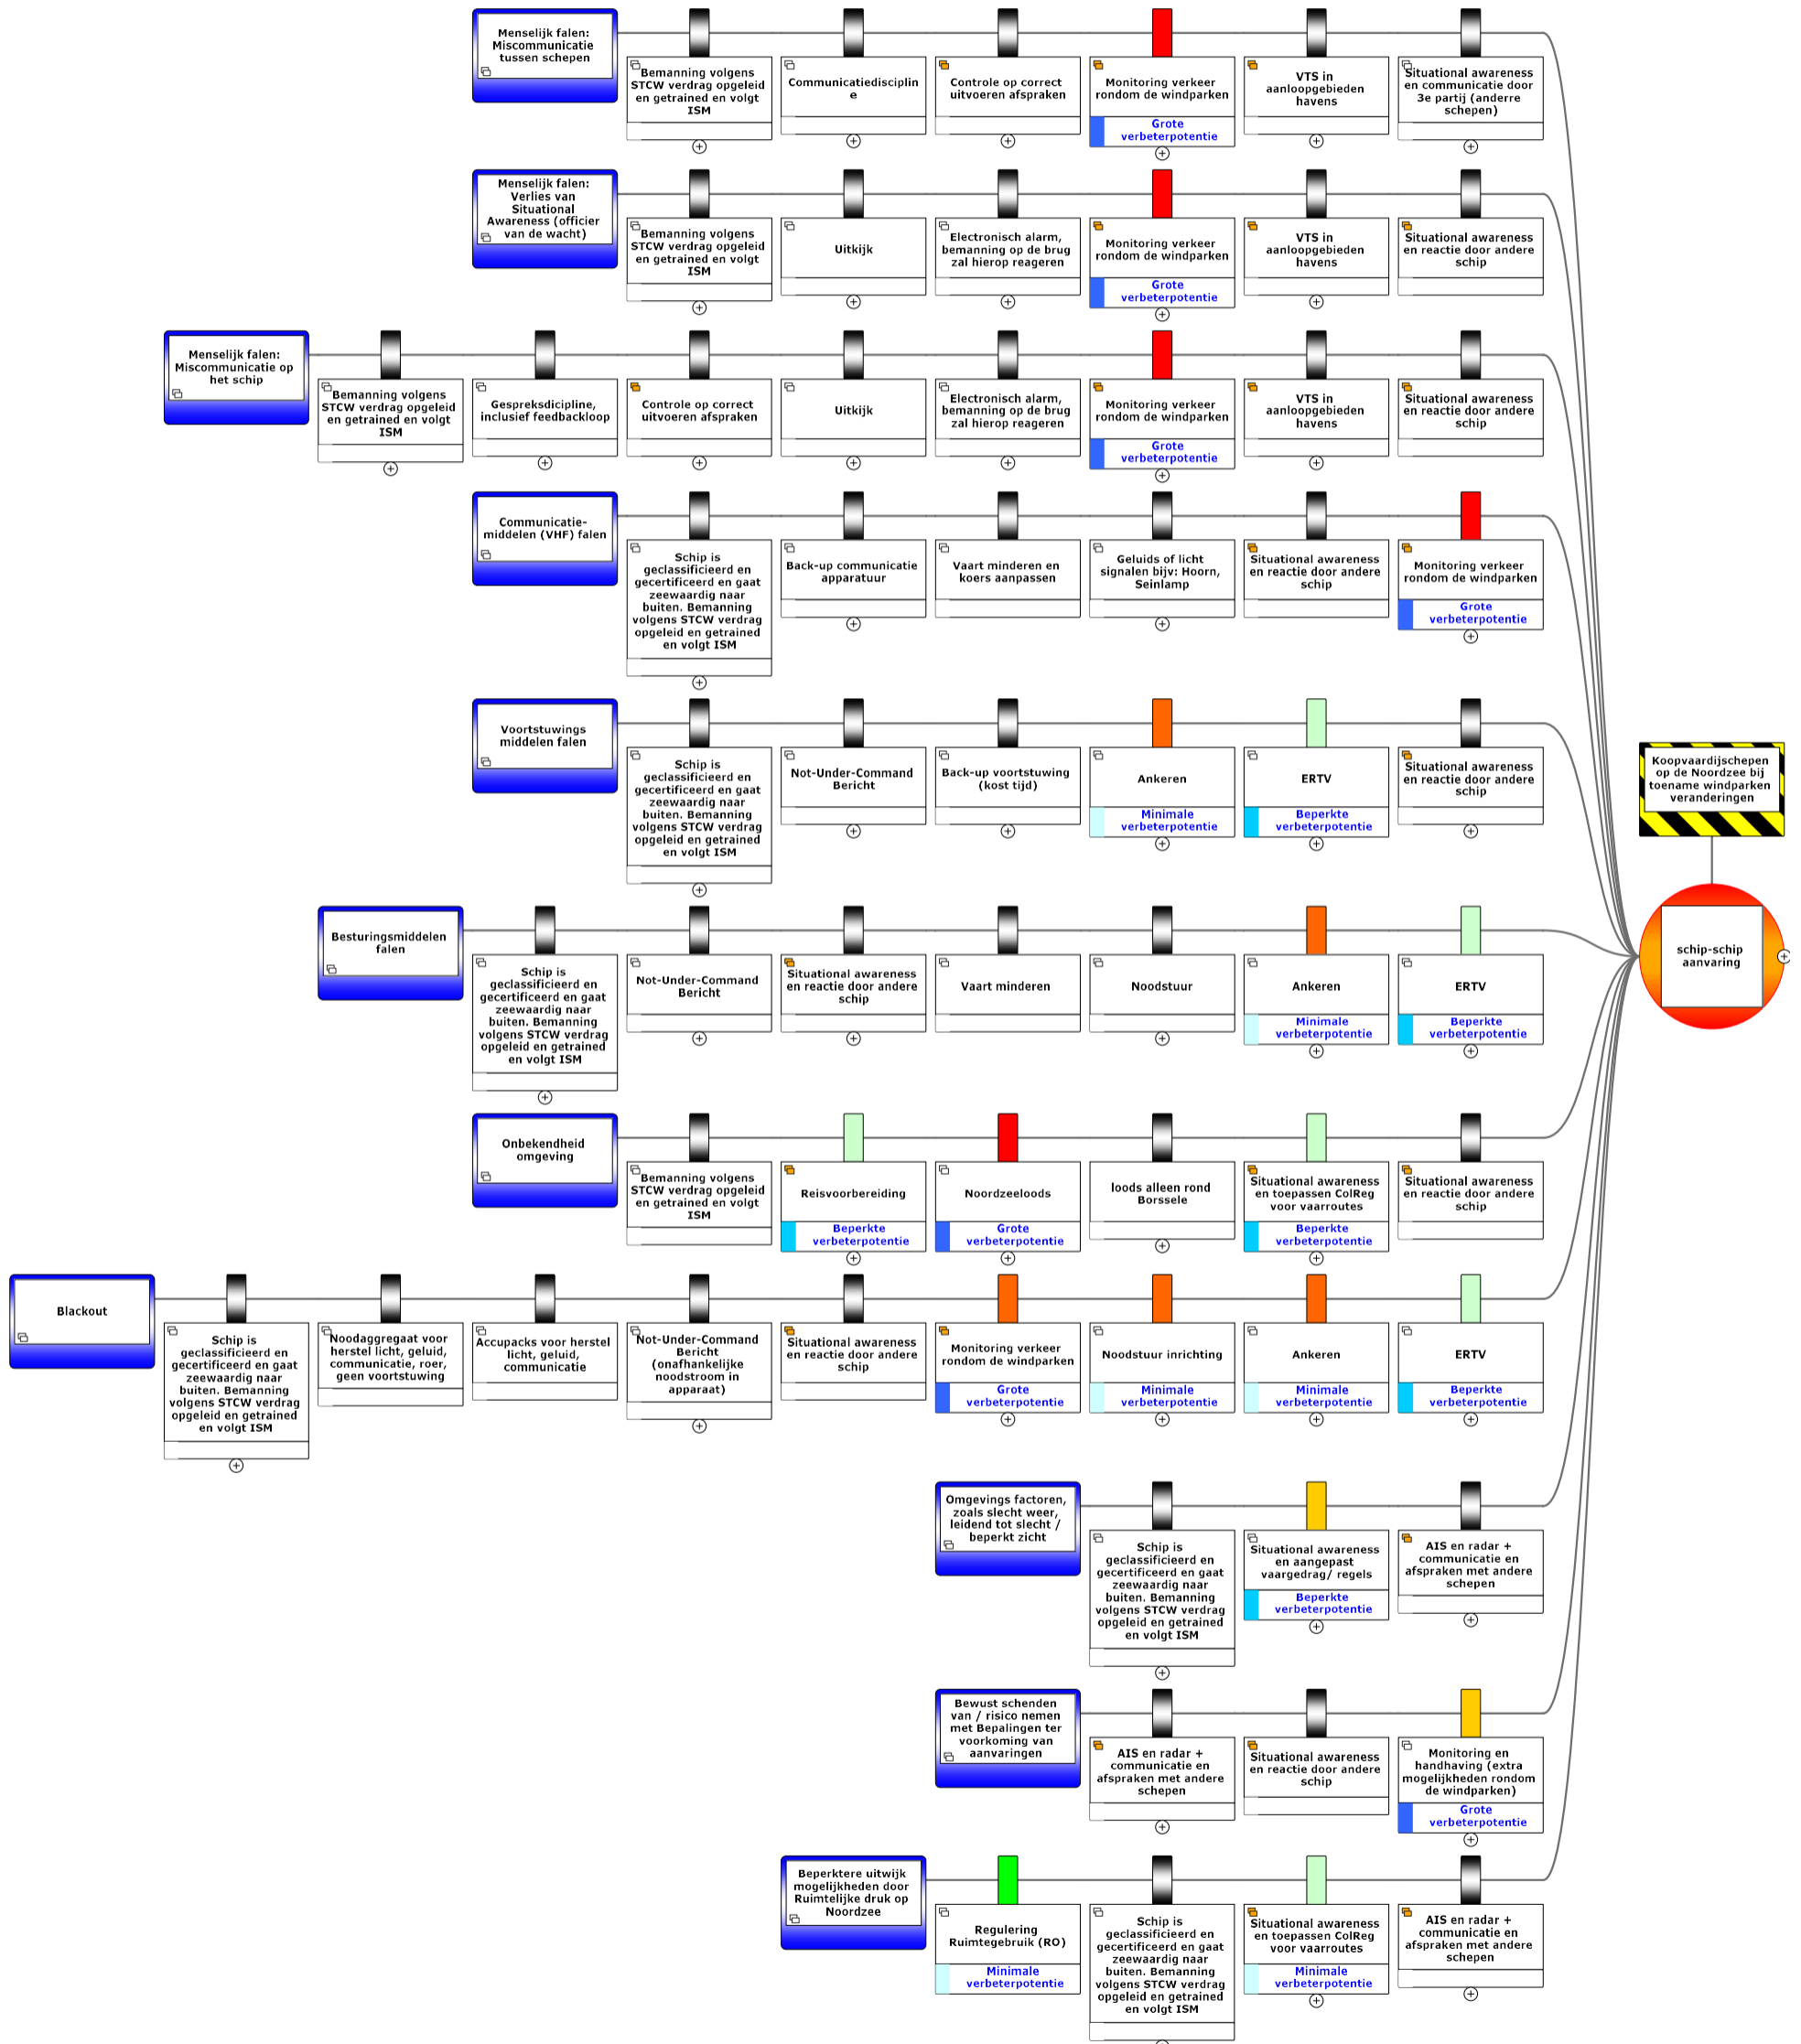 Menselijk falen:
Miscommunicatie
tussen schepen
Bemanning volgens
STCW verdrag opgeleid
en getrained en volgt
ISM
Communicatiedisciplin
e
Controle op correct
uitvoeren afspraken
Monitoring verkeer
rondom de windparken
Grote
verbeterpotentie
VTS in
aanloopgebieden
havens
Situational awareness
en communicatie door
3e partij (anderre
schepen)
Menselijk falen:
Verlies van
Situational
Awareness (officier
van de wacht)
Bemanning volgens
STCW verdrag opgeleid
en getrained en volgt
ISM
Uitkijk
Electronisch alarm,
bemanning op de brug
zal hierop reageren
Monitoring verkeer
rondom de windparken
Grote
verbeterpotentie
VTS in
aanloopgebieden
havens
Situational awareness
en reactie door andere
schip
Menselijk falen:
Miscommunicatie op
het schip
Bemanning volgens
STCW verdrag opgeleid
en getrained en volgt
ISM
Gespreksdicipline,
inclusief feedbackloop
Controle op correct
uitvoeren afspraken
Uitkijk
Electronisch alarm,
bemanning op de brug
zal hierop reageren
Monitoring verkeer
rondom de windparken
Grote
verbeterpotentie
VTS in
aanloopgebieden
havens
Situational awareness
en reactie door andere
schip
Communicatie-
middelen (VHF) falen
Schip is
geclassificieerd en
gecertificeerd en gaat
zeewaardig naar
buiten. Bemanning
volgens STCW verdrag
opgeleid en getrained
en volgt ISM
Back-up communicatie
apparatuur
Vaart minderen en
koers aanpassen
Geluids of licht
signalen bijv: Hoorn,
Seinlamp
Situational awareness
en reactie door andere
schip
Monitoring verkeer
rondom de windparken
Grote
verbeterpotentie
Voortstuwings
middelen falen
Schip is
geclassificieerd en
gecertificeerd en gaat
zeewaardig naar
buiten. Bemanning
volgens STCW verdrag
opgeleid en getrained
en volgt ISM
Not-Under-Command
Bericht
Back-up voortstuwing
(kost tijd)
Ankeren
Minimale
verbeterpotentie
ERTV
Beperkte
verbeterpotentie
Situational awareness
en reactie door andere
schip
Koopvaardijschepen
op de Noordzee bij
toename windparken
veranderingen
schip-schip
aanvaring
Besturingsmiddelen
falen
Schip is
geclassificieerd en
gecertificeerd en gaat
zeewaardig naar
buiten. Bemanning
volgens STCW verdrag
opgeleid en getrained
en volgt ISM
Not-Under-Command
Bericht
Situational awareness
en reactie door andere
schip
Vaart minderen
Noodstuur
Ankeren
Minimale
verbeterpotentie
ERTV
Beperkte
verbeterpotentie
Onbekendheid
omgeving
Bemanning volgens
STCW verdrag opgeleid
en getrained en volgt
ISM
Reisvoorbereiding
Beperkte
verbeterpotentie
Noordzeeloods
Grote
verbeterpotentie
loods alleen rond
Borssele
Situational awareness
en toepassen ColReg
voor vaarroutes
Beperkte
verbeterpotentie
Situational awareness
en reactie door andere
schip
Blackout
Schip is
geclassificieerd en
gecertificeerd en gaat
zeewaardig naar
buiten. Bemanning
volgens STCW verdrag
opgeleid en getrained
en volgt ISM
Noodaggregaat voor
herstel licht, geluid,
communicatie, roer,
geen voortstuwing
Accupacks voor herstel
licht, geluid,
communicatie
Not-Under-Command
Bericht
(onafhankelijke
noodstroom in
apparaat)
Situational awareness
en reactie door andere
schip
Monitoring verkeer
rondom de windparken
Grote
verbeterpotentie
Noodstuur inrichting
Minimale
verbeterpotentie
Ankeren
Minimale
verbeterpotentie
ERTV
Beperkte
verbeterpotentie
Omgevings factoren,
zoals slecht weer,
leidend tot slecht /
beperkt zicht
Schip is
geclassificieerd en
gecertificeerd en gaat
zeewaardig naar
buiten. Bemanning
volgens STCW verdrag
opgeleid en getrained
en volgt ISM
Situational awareness
en aangepast
vaargedrag/ regels
Beperkte
verbeterpotentie
AIS en radar +
communicatie en
afspraken met andere
schepen
Bewust schenden
van / risico nemen
met Bepalingen ter
voorkoming van
aanvaringen
AIS en radar +
communicatie en
afspraken met andere
schepen
Situational awareness
en reactie door andere
schip
Monitoring en
handhaving (extra
mogelijkheden rondom
de windparken)
Grote
verbeterpotentie
Beperktere uitwijk
mogelijkheden door
Ruimtelijke druk op
Noordzee
Regulering
Ruimtegebruik (RO)
Minimale
verbeterpotentie
Schip is
geclassificieerd en
gecertificeerd en gaat
zeewaardig naar
buiten. Bemanning
volgens STCW verdrag
opgeleid en getrained
en volgt ISM
Situational awareness
en toepassen ColReg
voor vaarroutes
Minimale
verbeterpotentie
AIS en radar +
communicatie en
afspraken met andere
schepen